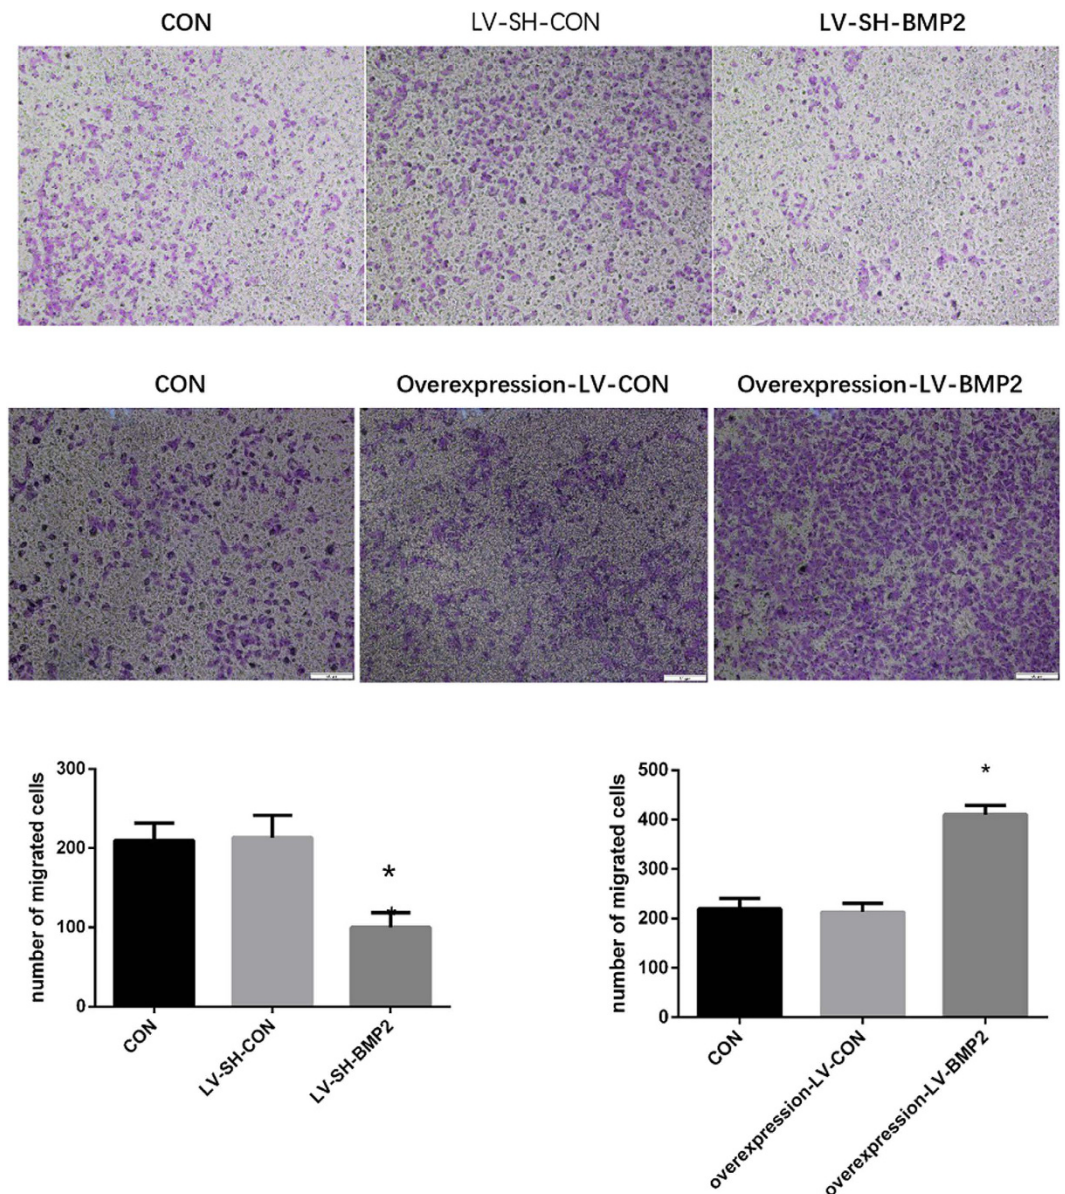 CON LV-SH-CON LV-SH-BMP2
CON Overexpression-LV-CON Overexpression-LV-BMP2
number of migrated cells
300
200
100
0
*
*
CON
LV-SH-CON
LV-SH-BMP2
number of migrated cells
500
400
300
200
100
0
*
CON
overexpression-LV-CON
overexpression-LV-BMP2